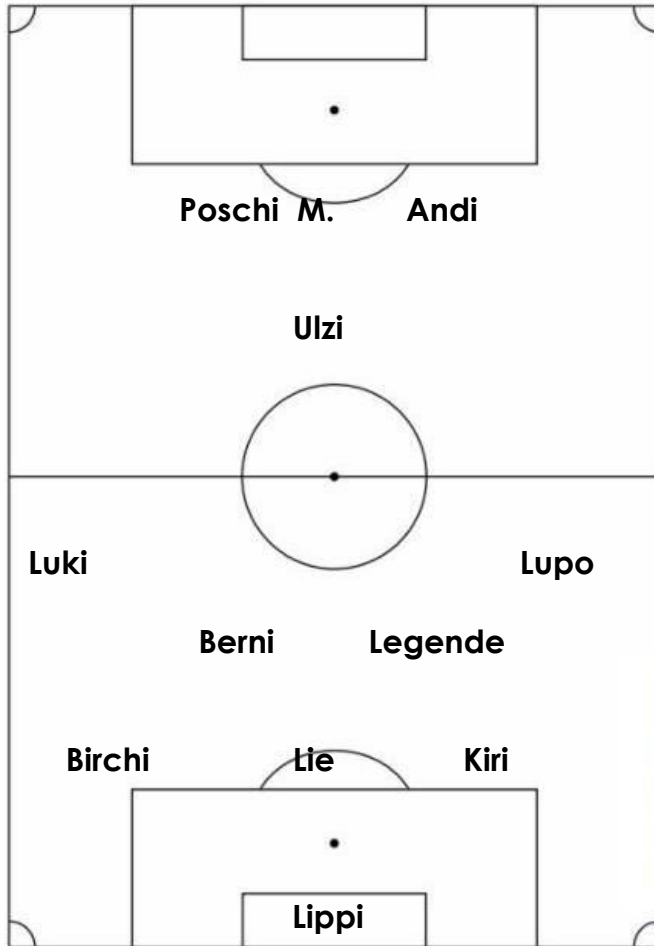 Poschi M. Andi
Ulzi
Luki Lupo
Berni Legende
Birchi Lie Kiri
Lippi